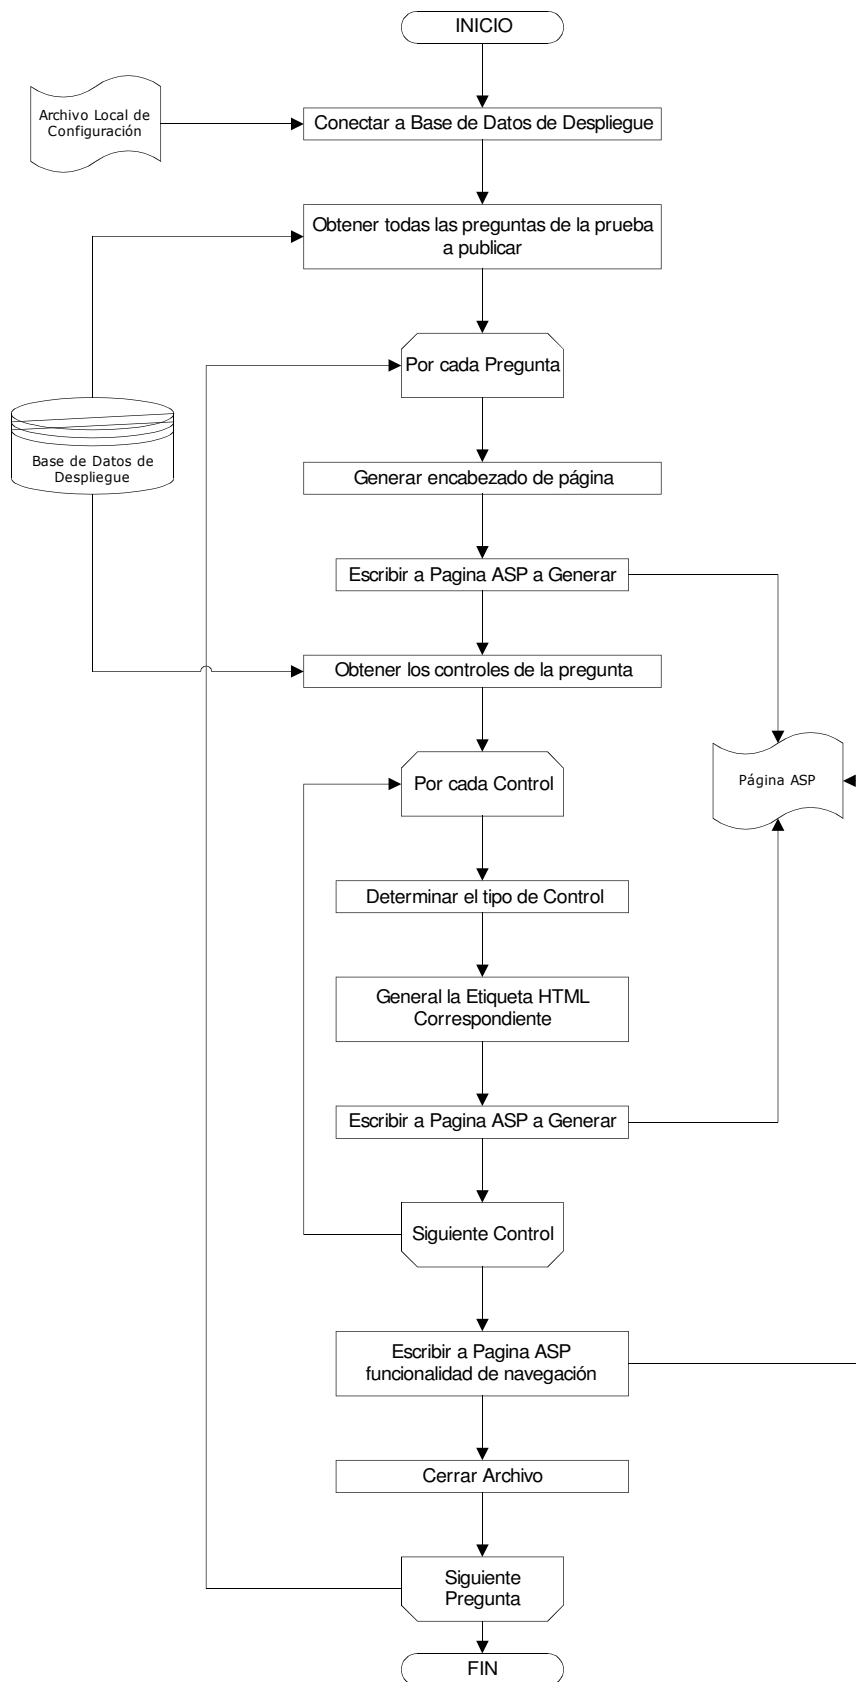 INICIO
Archivo Local de
Configuración
Conectar a Base de Datos de Despliegue
Obtener todas las preguntas de la prueba
a publicar
Por cada Pregunta
Base de Datos de
Despliegue
Generar encabezado de página
Escribir a Pagina ASP a Generar
Obtener los controles de la pregunta
Por cada Control
Página ASP
Determinar el tipo de Control
General la Etiqueta HTML
Correspondiente
Escribir a Pagina ASP a Generar
Siguiente Control
Escribir a Pagina ASP
funcionalidad de navegación
Cerrar Archivo
Siguiente
Pregunta
FIN